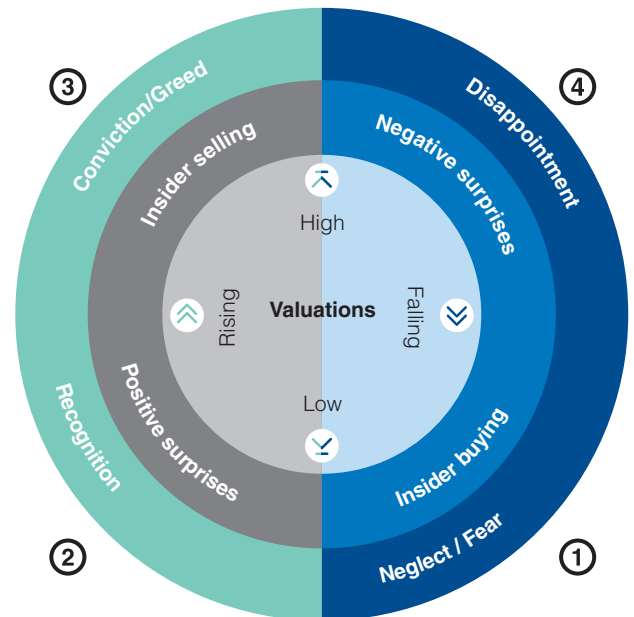 ③
④
Conviction/Greed
Disappointment
Insider selling
Negative surprises
High
Rising
Valuations
Falling
Low
Recognition
Positive surprises
Insider buying
Neglect / Fear
②
①